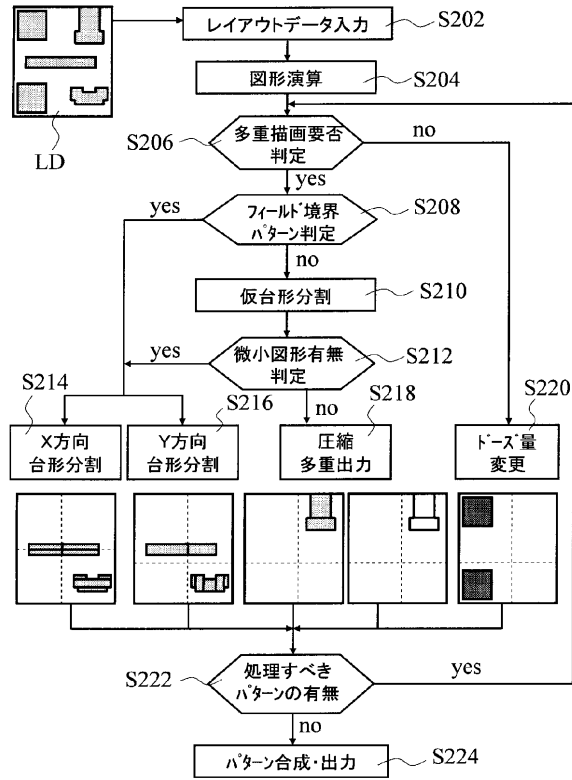 レイアウトデータ入力
S202
図形演算
S204
LD
S206
多重描画要否
判定
no
yes
yes
フィールド境界
パターン判定
S208
no
仮台形分割
S210
yes
微小図形有無
判定
S212
no
S214
S216
S218
S220
X方向
台形分割
Y方向
台形分割
圧縮
多重出力
ドーズ量
変更
S222
処理すべき
パターンの有無
yes
no
パターン合成・出力
S224